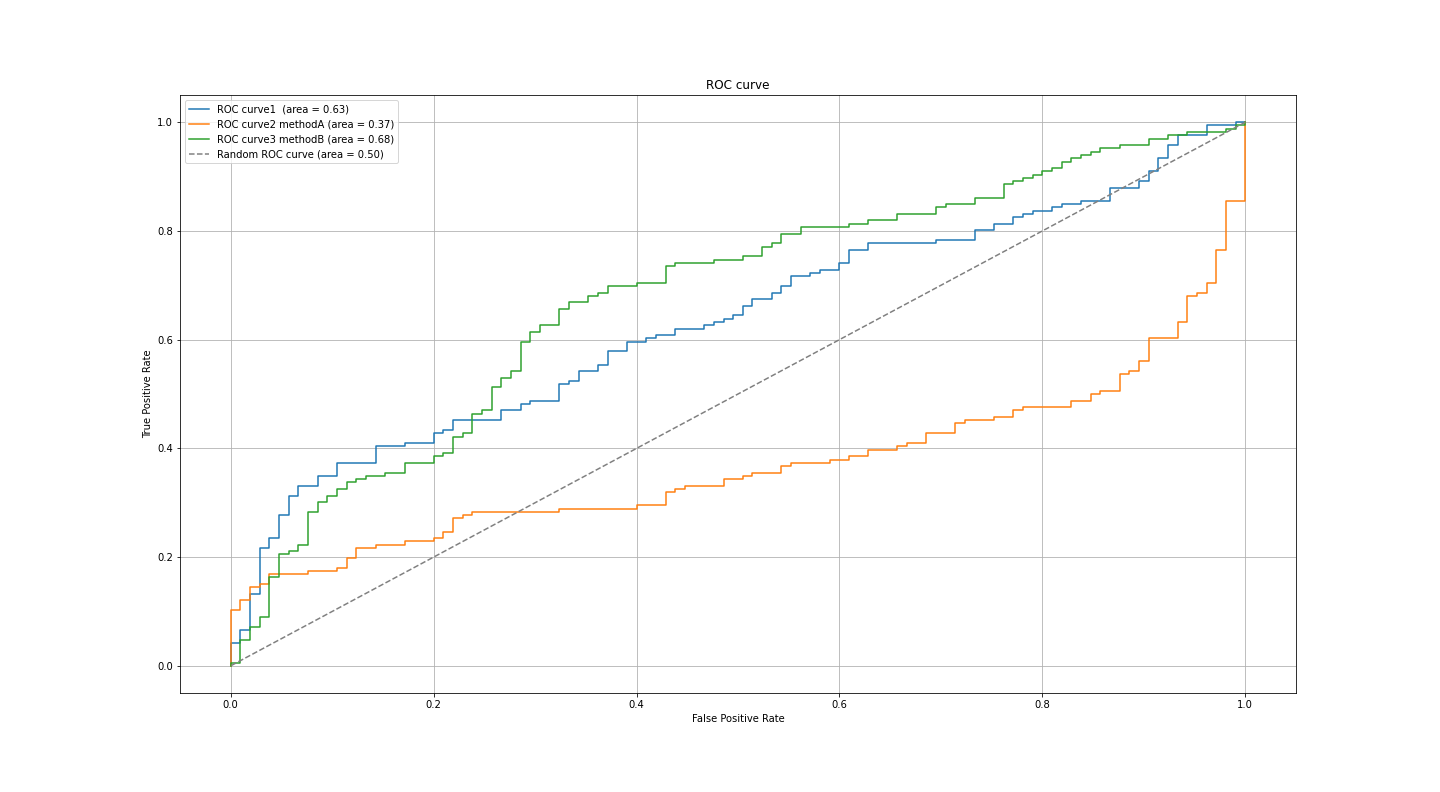 ROC curve
ROC curve1  (area = 0.63)
ROC curve2 methodA (area = 0.37)
ROC curve3 methodB (area = 0.68)
Random ROC curve (area = 0.50)
True Positive Rate
1.0
0.8
0.6
0.4
0.2
0.0
0.0 0.2 0.4 0.6 0.8 1.0
False Positive Rate